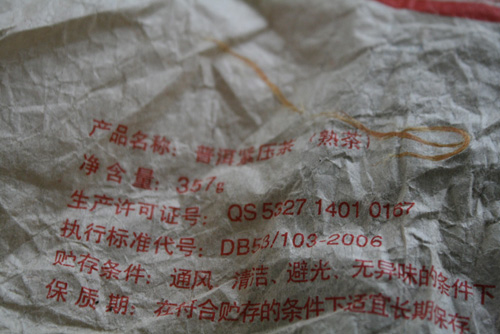 产品名称：普洱紧压茶（熟茶）
净含量：357g
生产许可证号：QS 5327 1401 0167
执行标准代号：DB53/103-2006
贮存条件：通风、清洁、避光、无异味的条件下
保质期：在符合贮存的条件下适宜长期保存